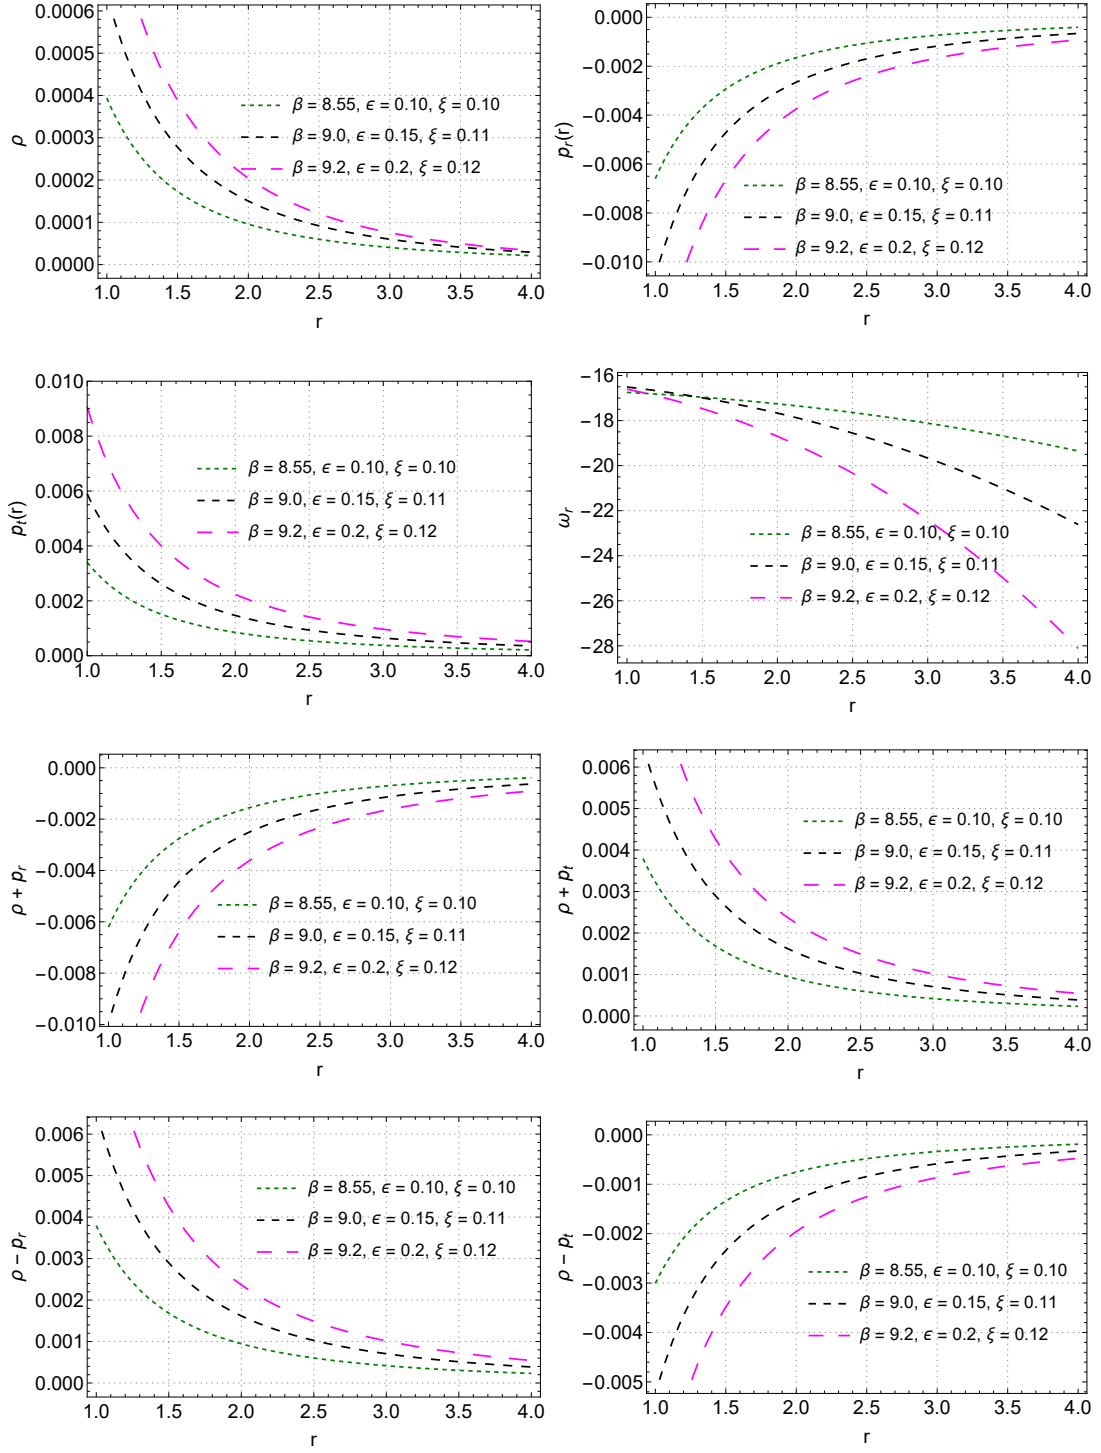 0.0006
0.0005
0.0004
0.0003
0.0002
0.0001
0.0000
ρ
β = 8.55, ϵ = 0.10, ξ = 0.10
β = 9.0, ϵ = 0.15, ξ = 0.11
β = 9.2, ϵ = 0.2, ξ = 0.12
1.0 1.5 2.0 2.5 3.0 3.5 4.0
r
0.000
−0.002
−0.004
−0.006
−0.008
−0.010
pr(r)
β = 8.55, ϵ = 0.10, ξ = 0.10
β = 9.0, ϵ = 0.15, ξ = 0.11
β = 9.2, ϵ = 0.2, ξ = 0.12
1.0 1.5 2.0 2.5 3.0 3.5 4.0
r
0.010
0.008
0.006
0.004
0.002
0.000
pt(r)
β = 8.55, ϵ = 0.10, ξ = 0.10
β = 9.0, ϵ = 0.15, ξ = 0.11
β = 9.2, ϵ = 0.2, ξ = 0.12
1.0 1.5 2.0 2.5 3.0 3.5 4.0
r
−16
−18
−20
−22
−24
−26
−28
ωr
β = 8.55, ϵ = 0.10, ξ = 0.10
β = 9.0, ϵ = 0.15, ξ = 0.11
β = 9.2, ϵ = 0.2, ξ = 0.12
1.0 1.5 2.0 2.5 3.0 3.5 4.0
r
0.000
−0.002
−0.004
−0.006
−0.008
−0.010
ρ + pr
β = 8.55, ϵ = 0.10, ξ = 0.10
β = 9.0, ϵ = 0.15, ξ = 0.11
β = 9.2, ϵ = 0.2, ξ = 0.12
1.0 1.5 2.0 2.5 3.0 3.5 4.0
r
0.006
0.005
0.004
0.003
0.002
0.001
0.000
ρ + pt
β = 8.55, ϵ = 0.10, ξ = 0.10
β = 9.0, ϵ = 0.15, ξ = 0.11
β = 9.2, ϵ = 0.2, ξ = 0.12
1.0 1.5 2.0 2.5 3.0 3.5 4.0
r
0.006
0.005
0.004
0.003
0.002
0.001
0.000
ρ − pr
β = 8.55, ϵ = 0.10, ξ = 0.10
β = 9.0, ϵ = 0.15, ξ = 0.11
β = 9.2, ϵ = 0.2, ξ = 0.12
1.0 1.5 2.0 2.5 3.0 3.5 4.0
r
0.000
−0.001
−0.002
−0.003
−0.004
−0.005
ρ − pt
β = 8.55, ϵ = 0.10, ξ = 0.10
β = 9.0, ϵ = 0.15, ξ = 0.11
β = 9.2, ϵ = 0.2, ξ = 0.12
1.0 1.5 2.0 2.5 3.0 3.5 4.0
r